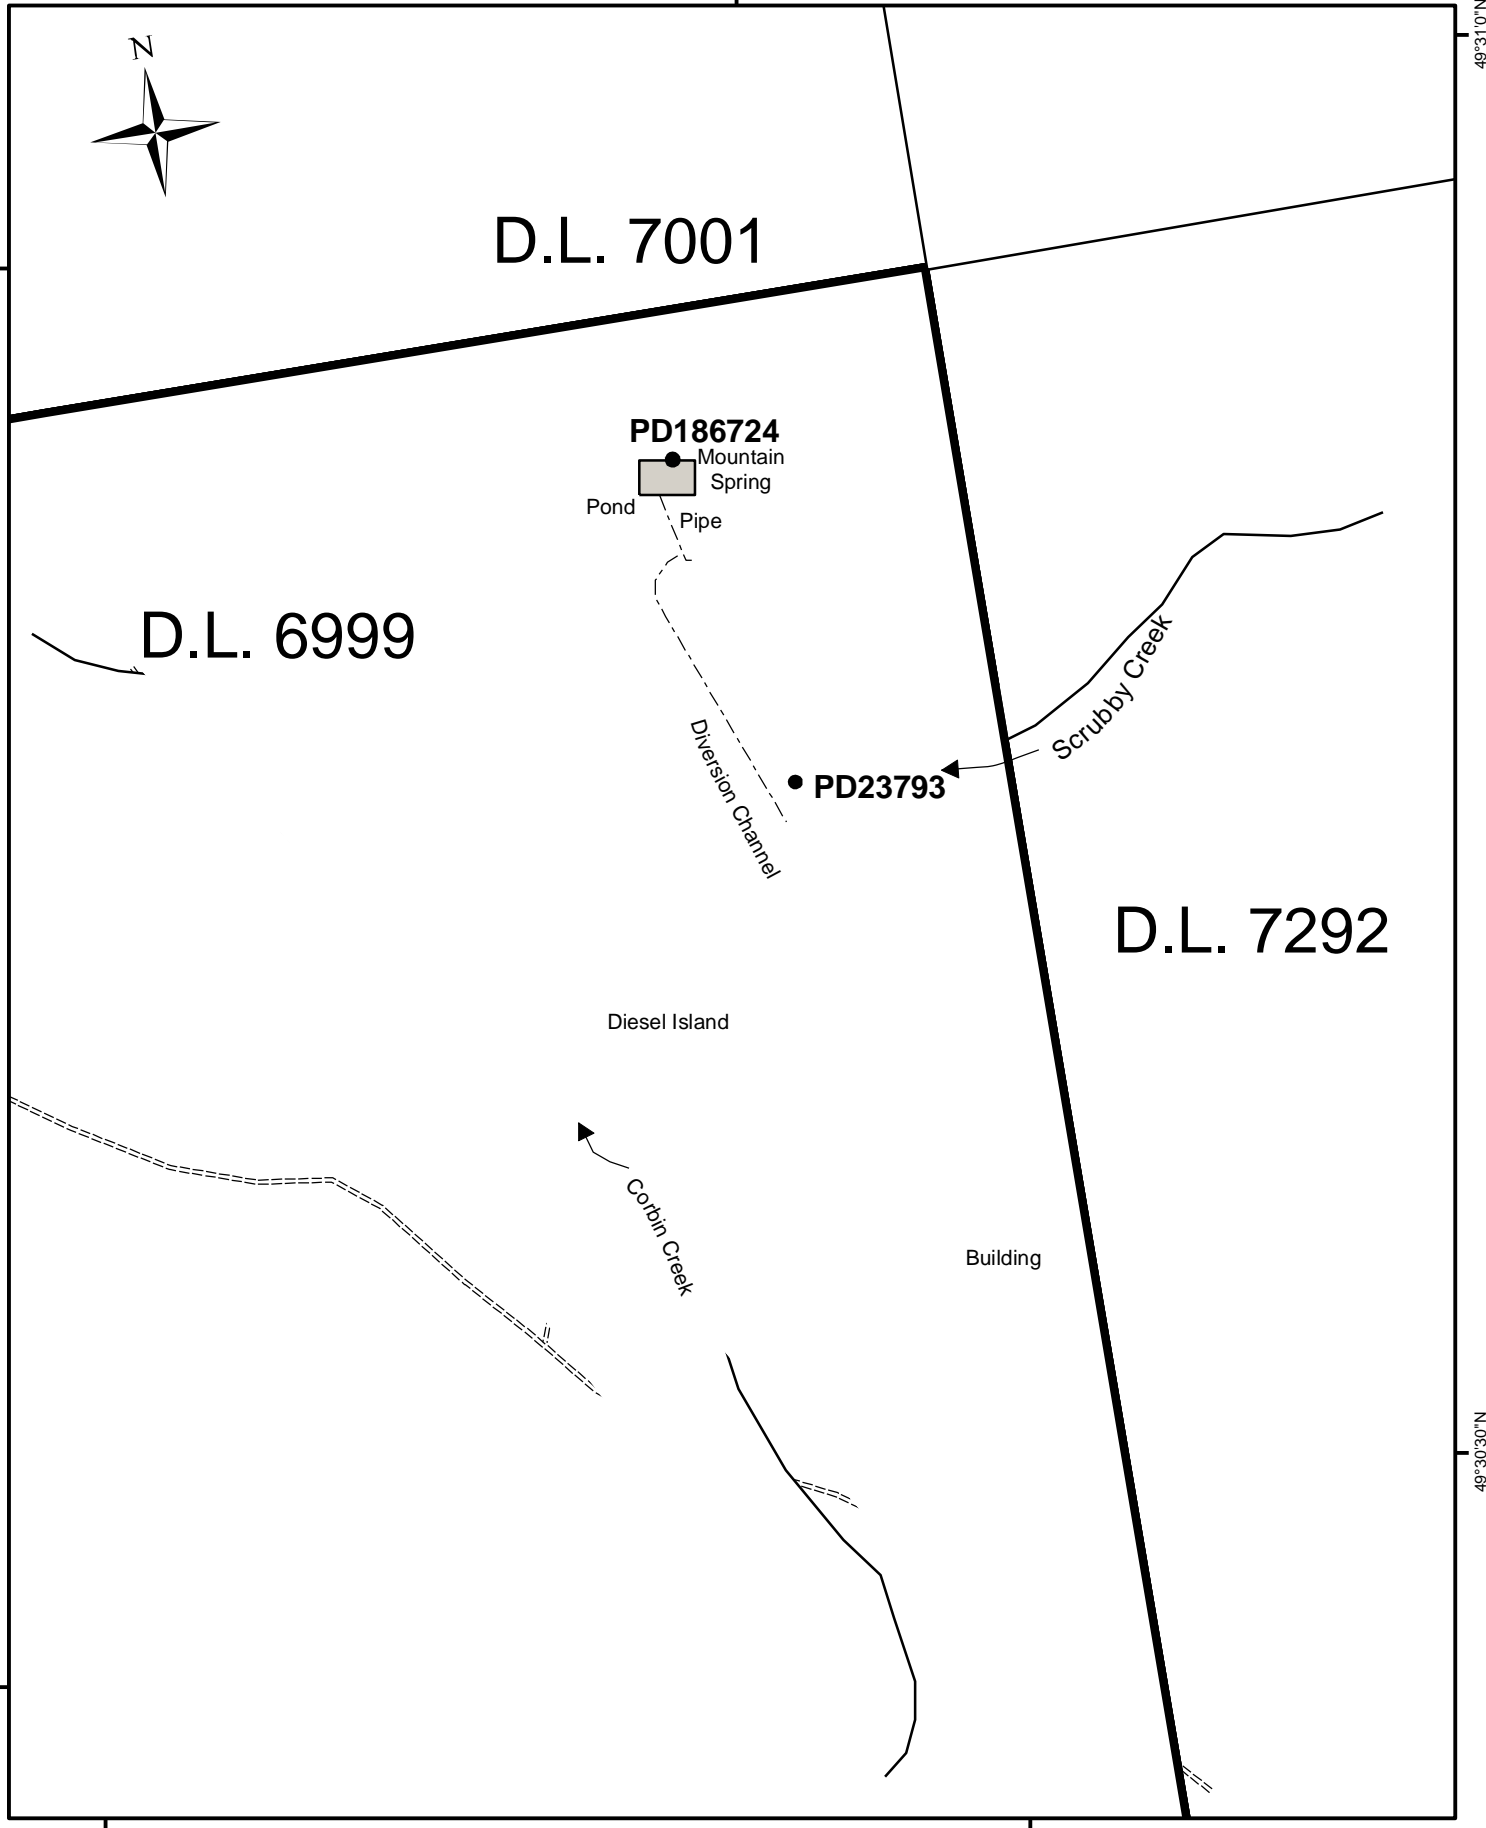 49°31'0"N
N
D.L. 7001
PD186724
Mountain
Spring
Pond
Pipe
D.L. 6999
Scrubby Creek
Diversion Channel
PD23793
D.L. 7292
Diesel Island
Corbin Creek
Building
49°30'30"N